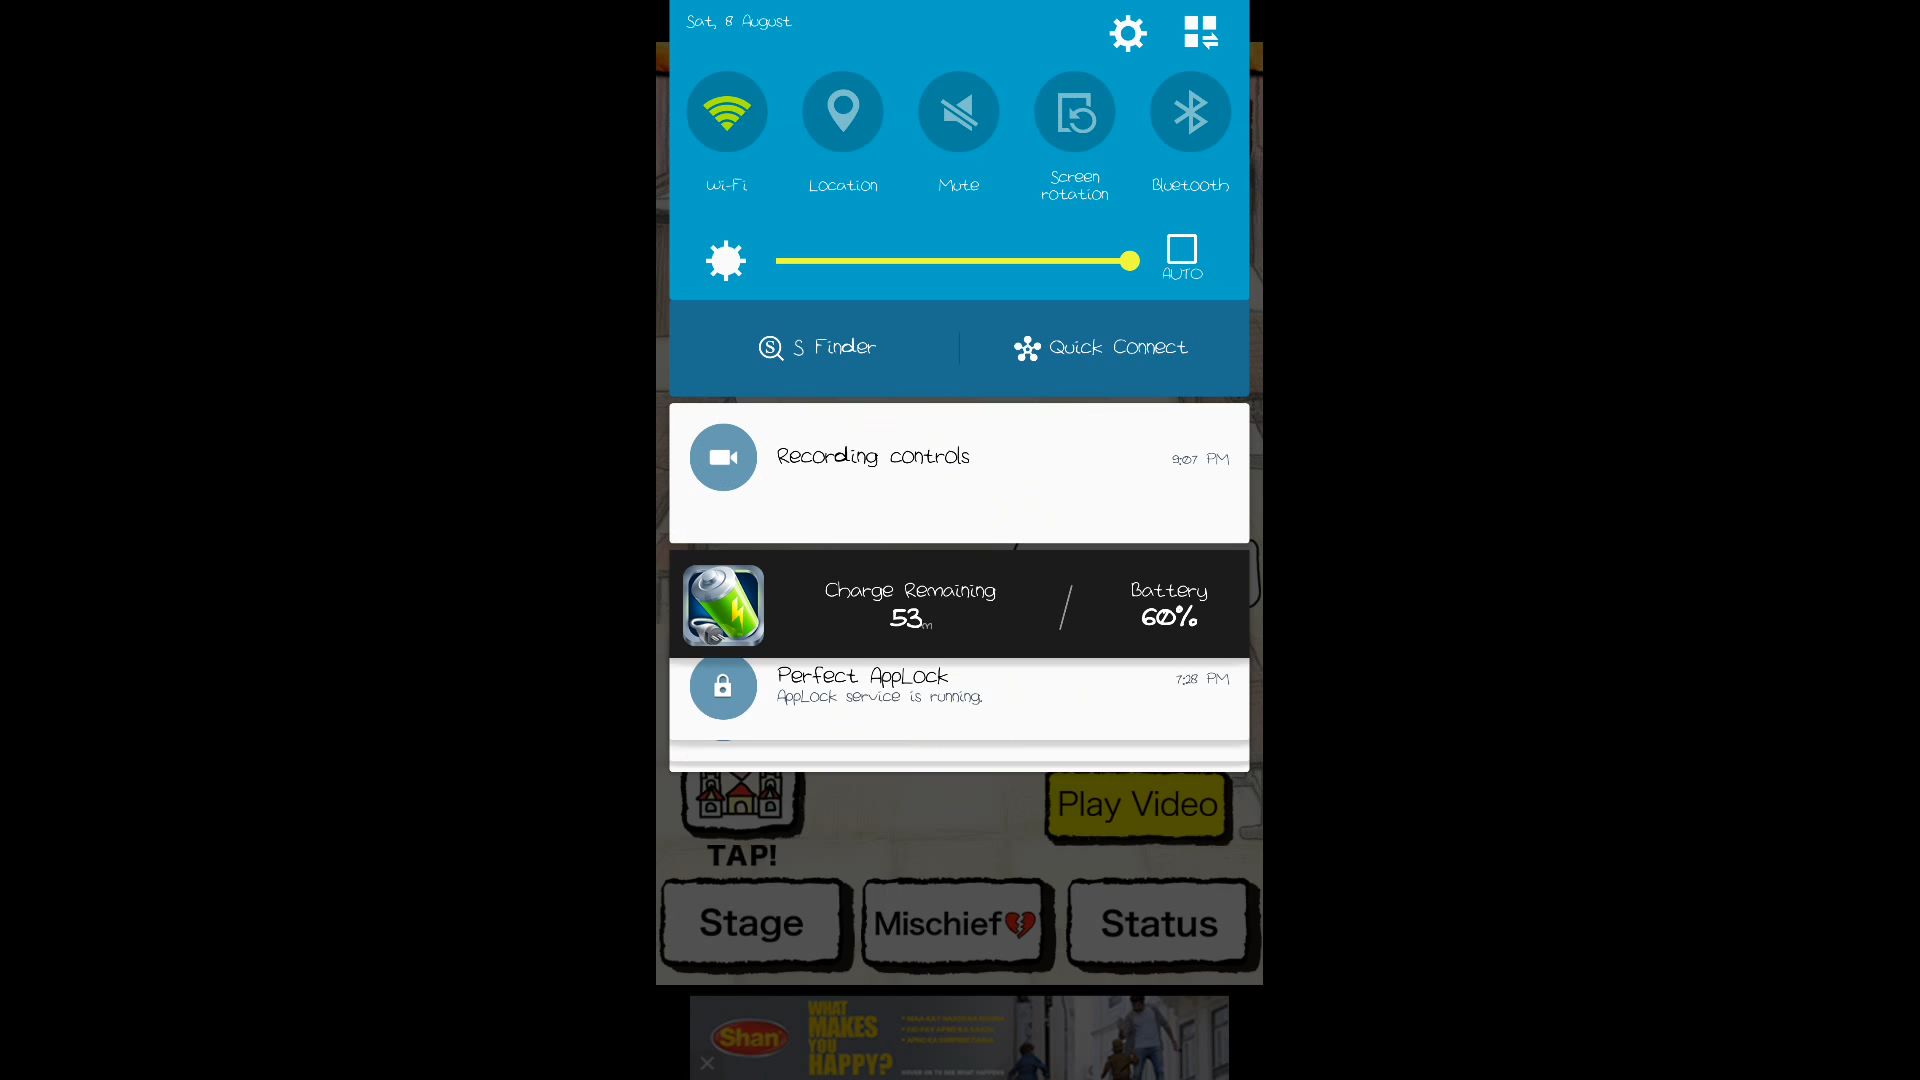 Sat, 8 August
Wi-Fi
Location
Mute
Screen
rotation
Bluetooth
AUTO
S Finder
Quick Connect
Recording controls
9:07 PM
Charge Remaining
53m
Battery
60%
Perfect AppLock
7:28 PM
AppLock service is running.
Play Video
TAP!
Stage
Mischief💔
Status
Shan
WHAT
MAKES
YOU
HAPPY?